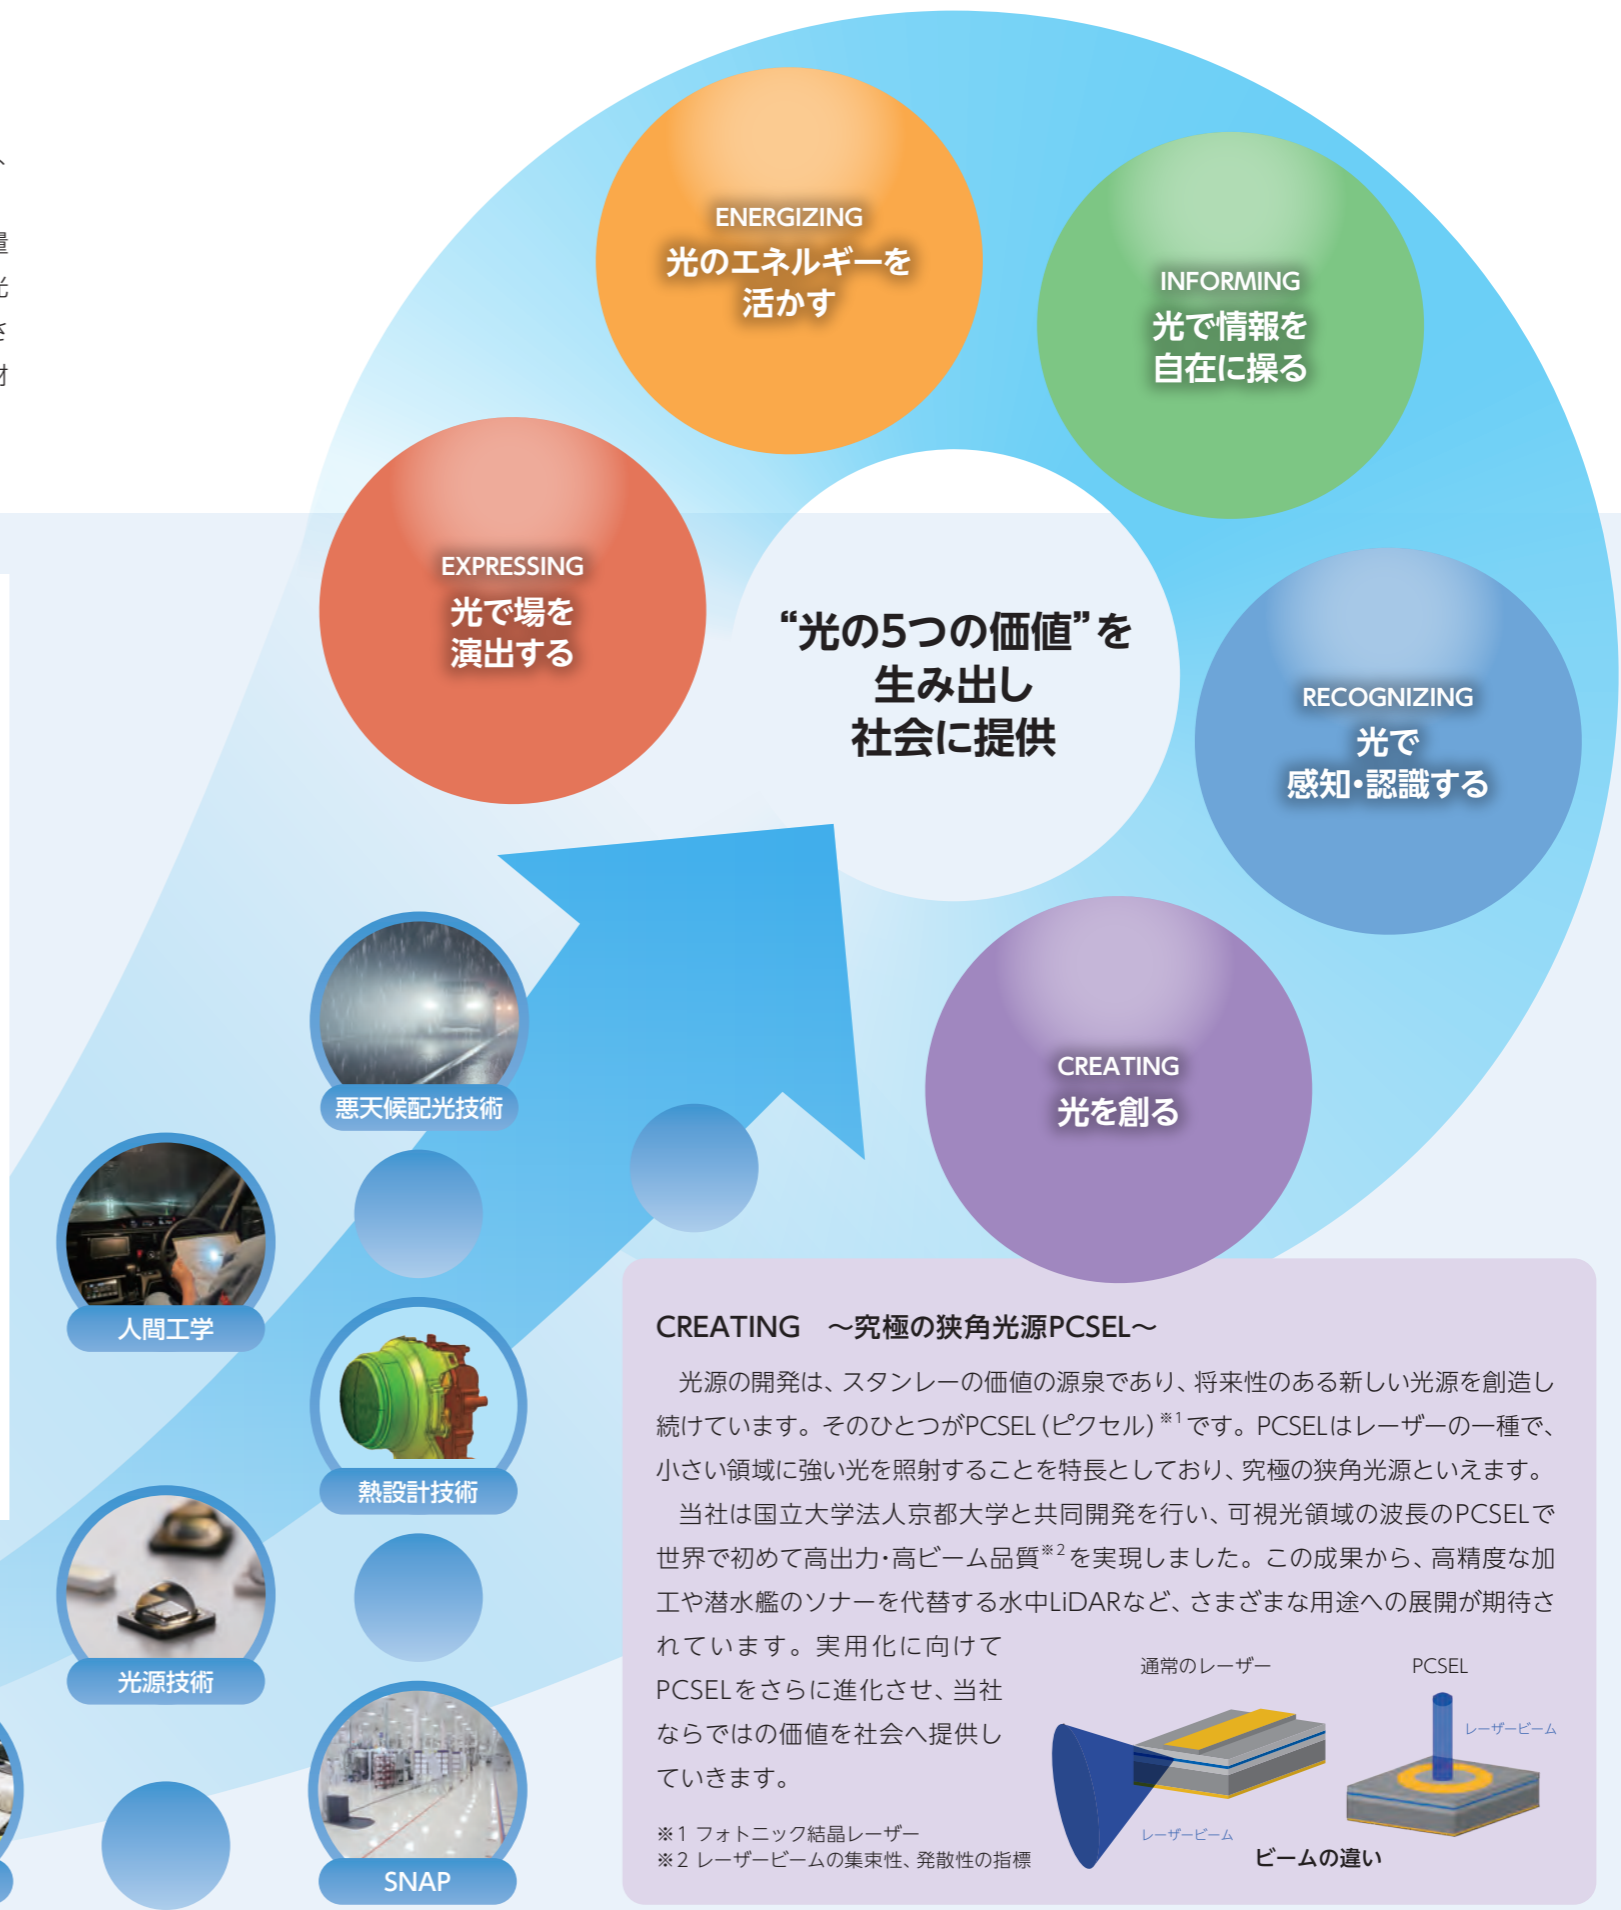 、
量
光
さ
材
ENERGIZING
光のエネルギーを
活かす
INFORMING
光で情報を
自在に操る
EXPRESSING
光で場を
演出する
“光の5つの価値”を
生み出し
社会に提供
RECOGNIZING
光で
感知・認識する
CREATING
光を創る
悪天候配光技術
人間工学
熱設計技術
光源技術
SNAP
CREATING　～究極の狭角光源PCSEL～
光源の開発は、スタンレーの価値の源泉であり、将来性のある新しい光源を創造し
続けています。そのひとつがPCSEL（ピクセル）※1です。PCSELはレーザーの一種で、
小さい領域に強い光を照射することを特長としており、究極の狭角光源といえます。
当社は国立大学法人京都大学と共同開発を行い、可視光領域の波長のPCSELで
世界で初めて高出力・高ビーム品質※2を実現しました。この成果から、高精度な加
工や潜水艦のソナーを代替する水中LiDARなど、さまざまな用途への展開が期待さ
れています。実用化に向けて
PCSELをさらに進化させ、当社
ならではの価値を社会へ提供し
ていきます。
※1 フォトニック結晶レーザー
※2 レーザービームの集束性、発散性の指標
通常のレーザー
PCSEL
レーザービーム
レーザービーム
ビームの違い